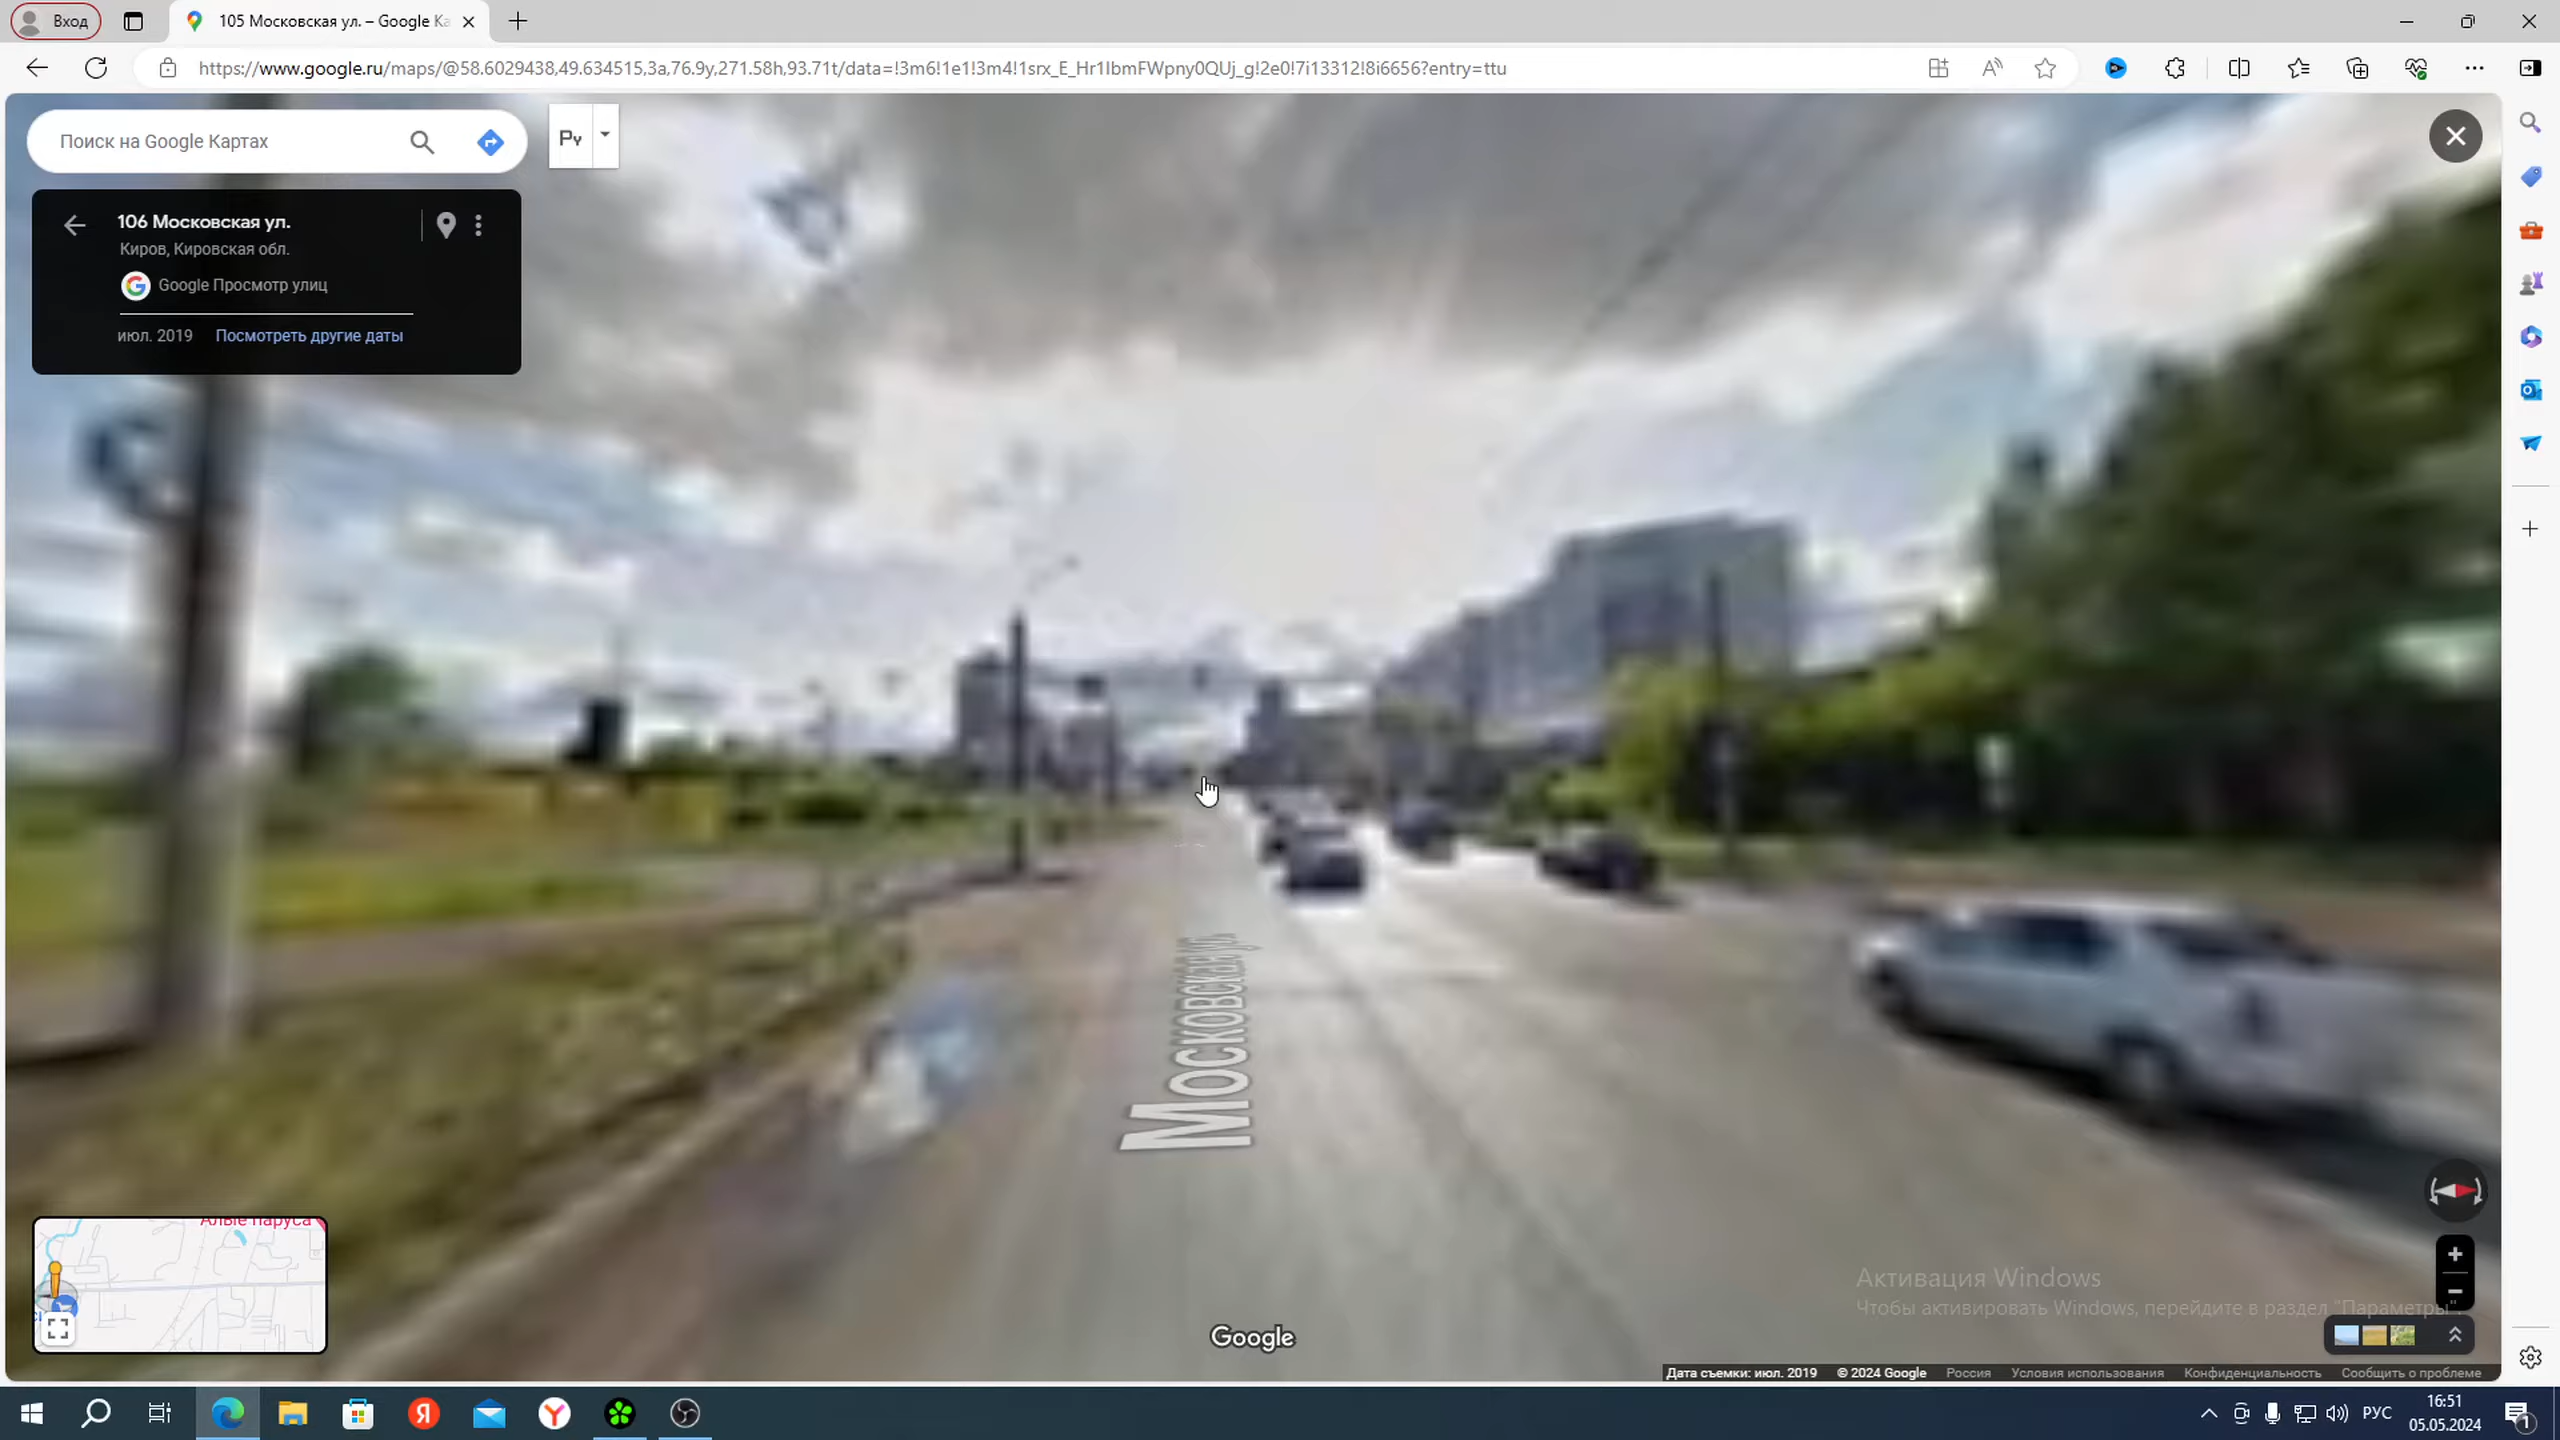 Вход
105 Московская ул. – Google Ка
https://www.google.ru/maps/@58.6029438,49.634515,3a,76.9y,271.58h,93.71t/data=!3m6!1e1!3m4!1srx_E_Hr1IbmFWpny0QUj_g!2e0!7i13312!8i6656?entry=ttu
Поиск на Google Картах
Ру
106 Московская ул.
Киров, Кировская обл.
Google Просмотр улиц
июл. 2019 Посмотреть другие даты
Московская ул.
Алые паруса
Активация Windows
Чтобы активировать Windows, перейдите в раздел "Параметры".
Google
Дата съемки: июл. 2019 © 2024 Google Россия Условия использования Конфиденциальность Сообщить о проблеме
РУС
16:51
05.05.2024
1